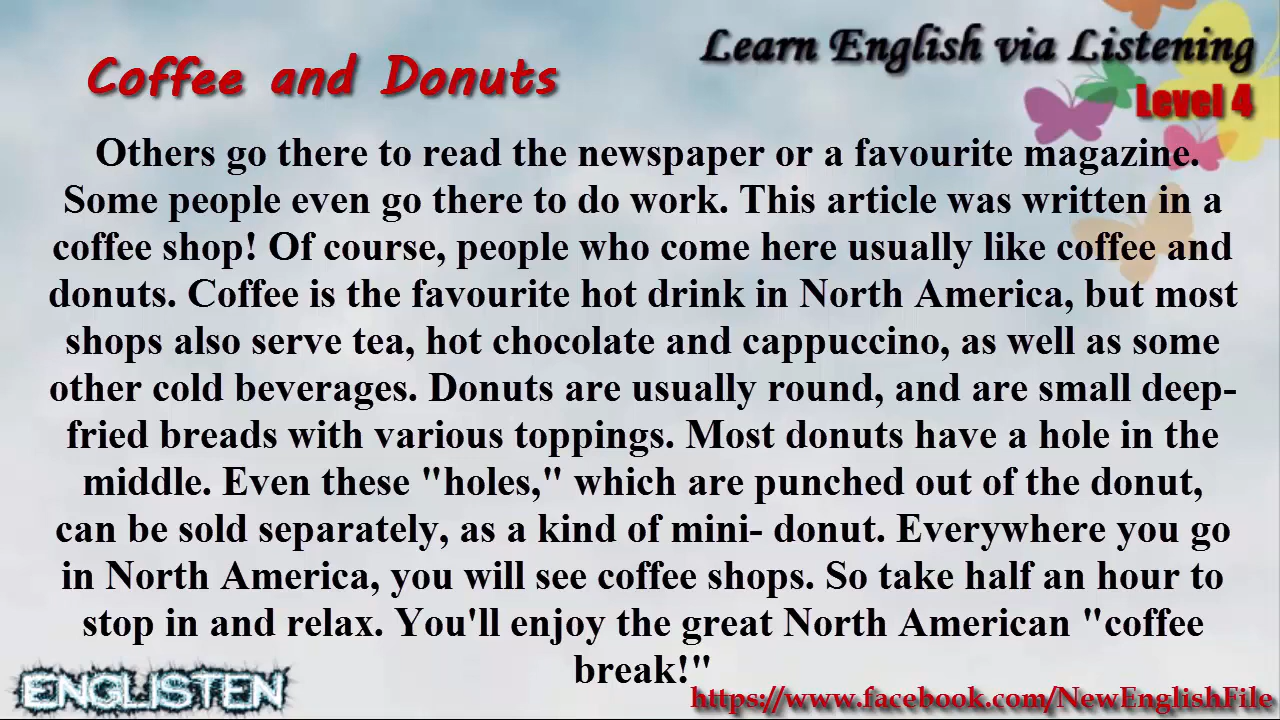 Coffee and Donuts
Learn English via Listening
Level 4
Others go there to read the newspaper or a favourite magazine.
Some people even go there to do work. This article was written in a
coffee shop! Of course, people who come here usually like coffee and
donuts. Coffee is the favourite hot drink in North America, but most
shops also serve tea, hot chocolate and cappuccino, as well as some
other cold beverages. Donuts are usually round, and are small deep-
fried breads with various toppings. Most donuts have a hole in the
middle. Even these "holes," which are punched out of the donut,
can be sold separately, as a kind of mini- donut. Everywhere you go
in North America, you will see coffee shops. So take half an hour to
stop in and relax. You'll enjoy the great North American "coffee
break!"
ENGLISTEN
https://www.facebook.com/NewEnglishFile